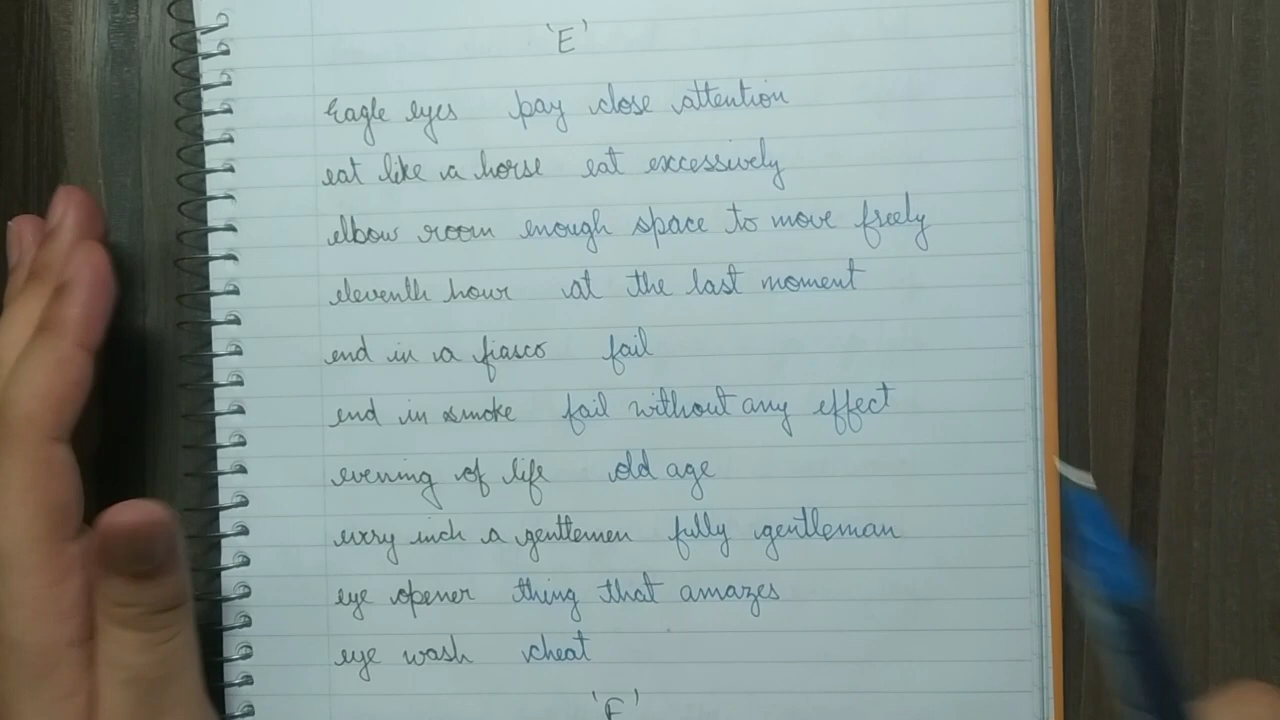 'E'
Eagle eyes pay close attention
eat like a horse eat excessively
elbow room enough space to move freely
eleventh hour at the last moment
end in a fiasco fail
end in smoke fail without any effect
evening of life old age
every inch a gentlemen fully gentleman
eye opener thing that amazes
eye wash cheat
'F'